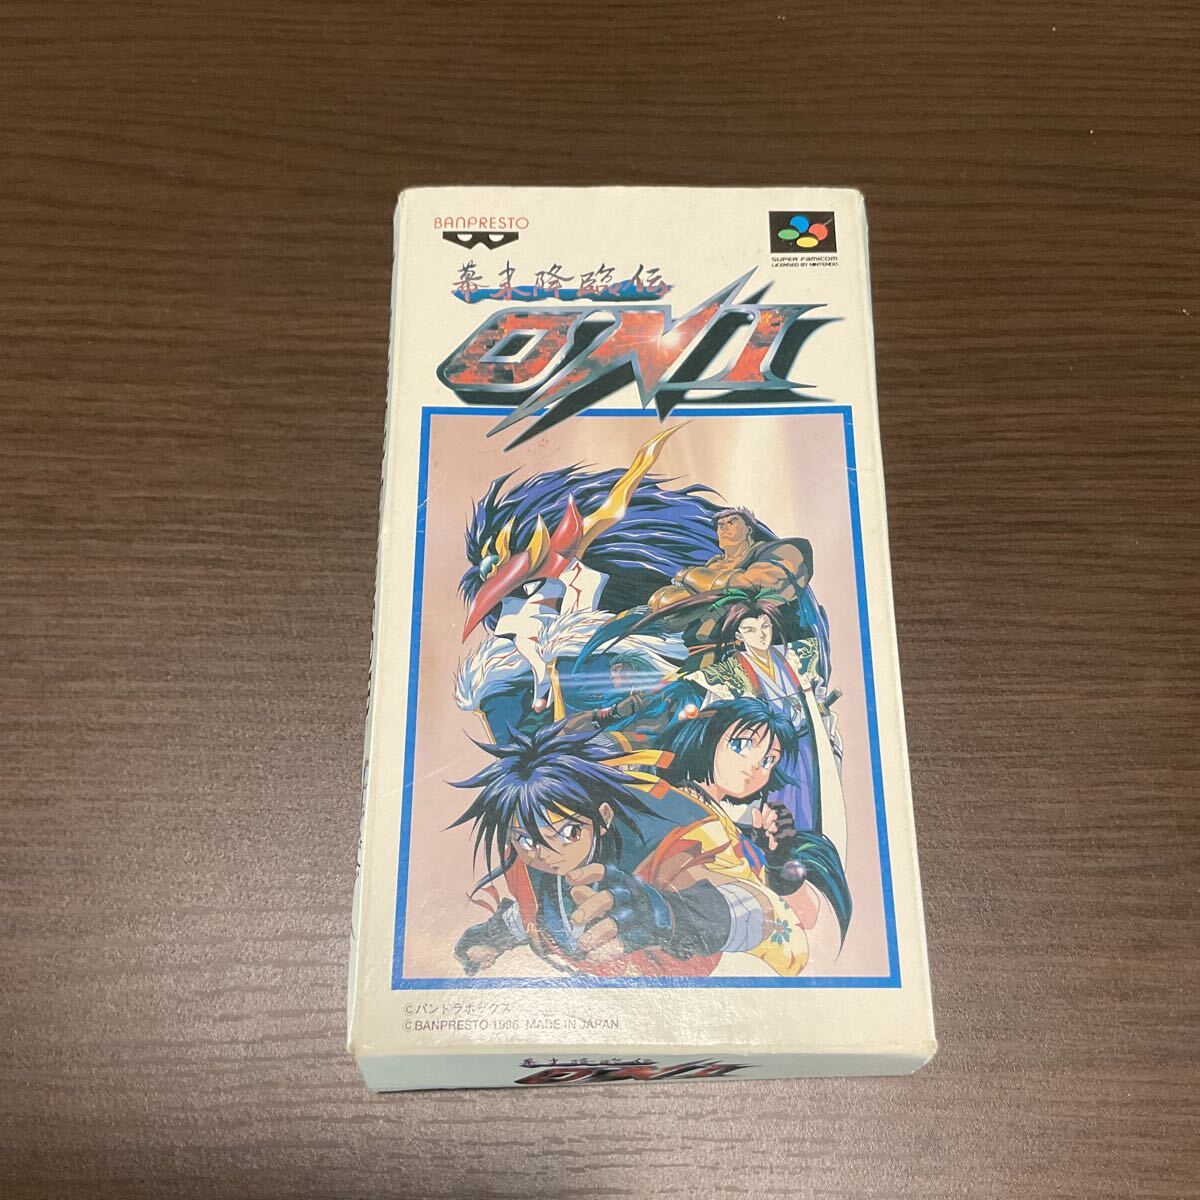 BANPRESTO
SUPER FAMICOM
LICENSED BY NINTENDO
幕末降臨伝
ONI
©パンドラボックス
©BANPRESTO 1996 MADE IN JAPAN
幕末降臨伝
ONI